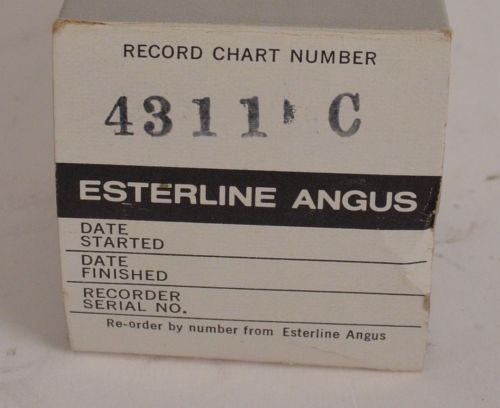 RECORD CHART NUMBER
4311 C
ESTERLINE ANGUS
DATE
STARTED
DATE
FINISHED
RECORDER
SERIAL NO.
Re-order by number from Esterline Angus